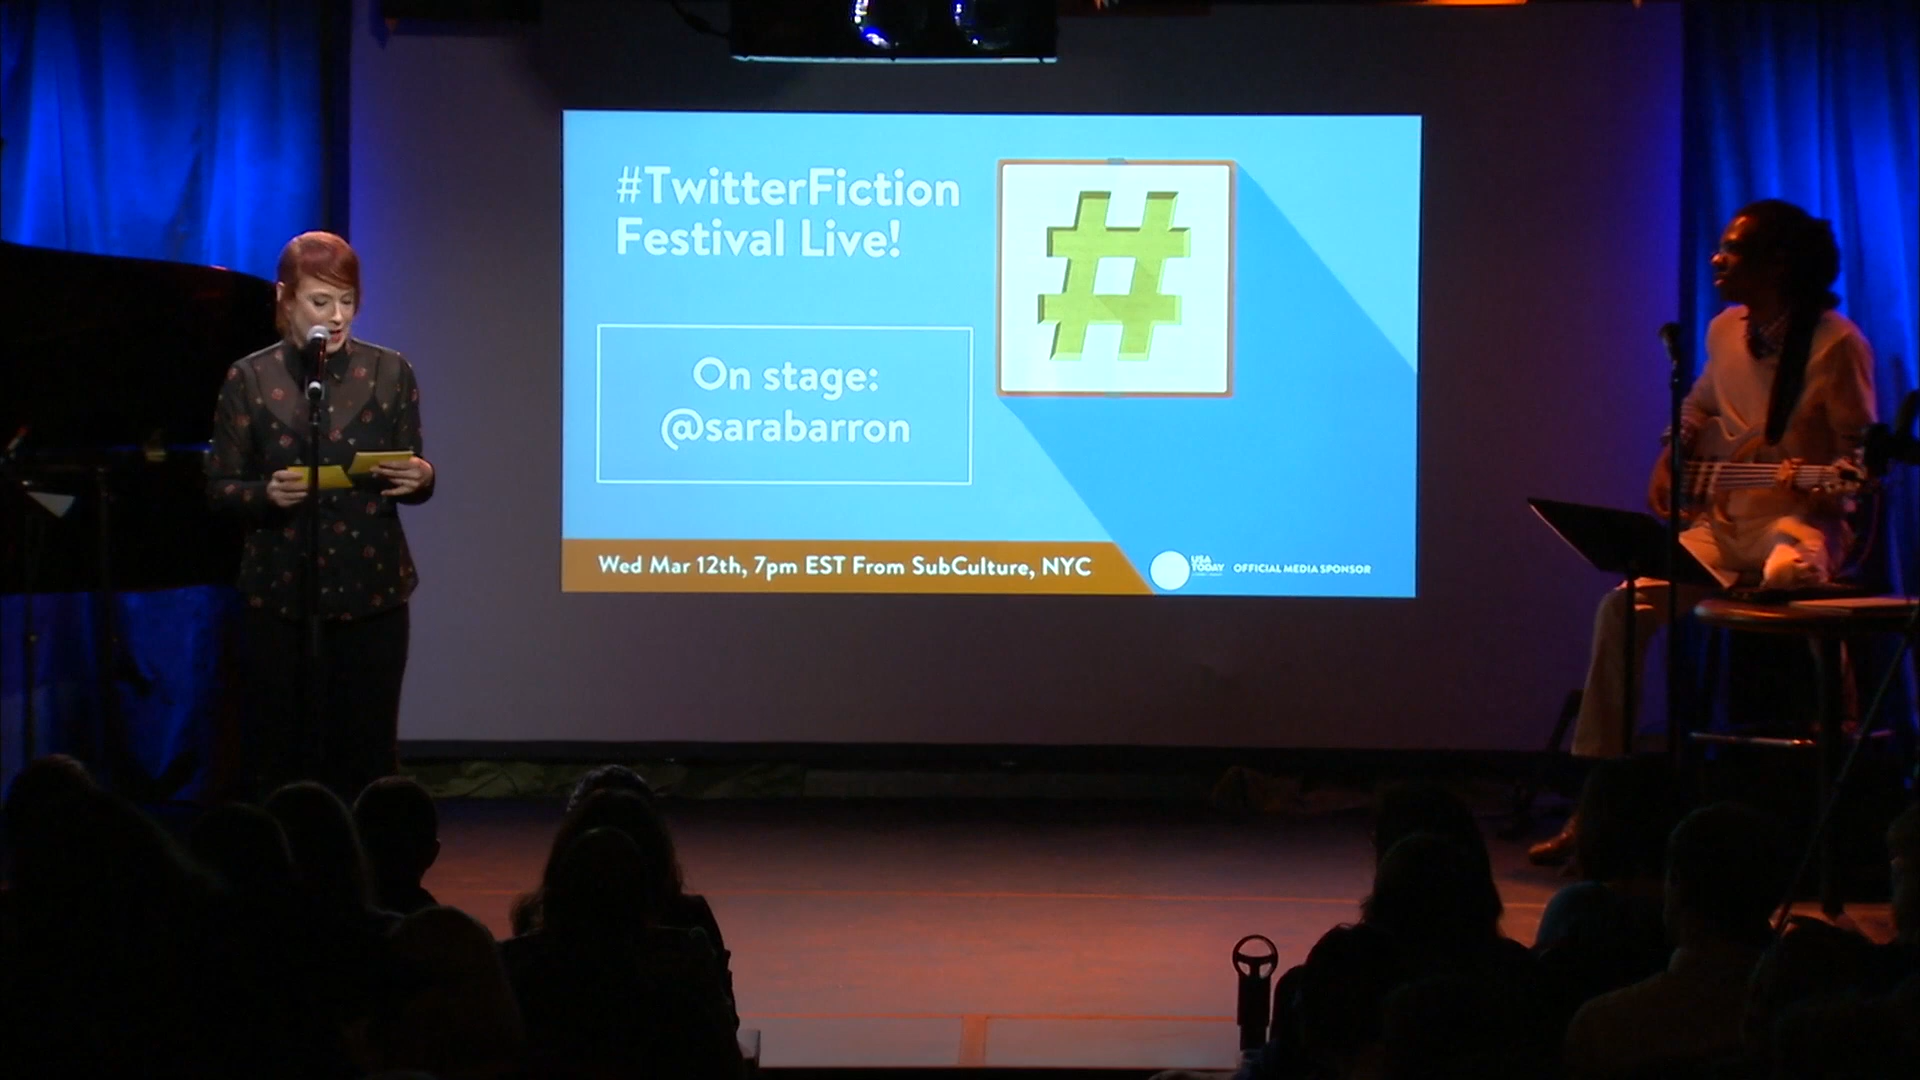 #TwitterFiction
Festival Live!
On stage:
@sarabarron
Wed Mar 12th, 7pm EST From SubCulture, NYC
USA
TODAY
OFFICIAL MEDIA SPONSOR